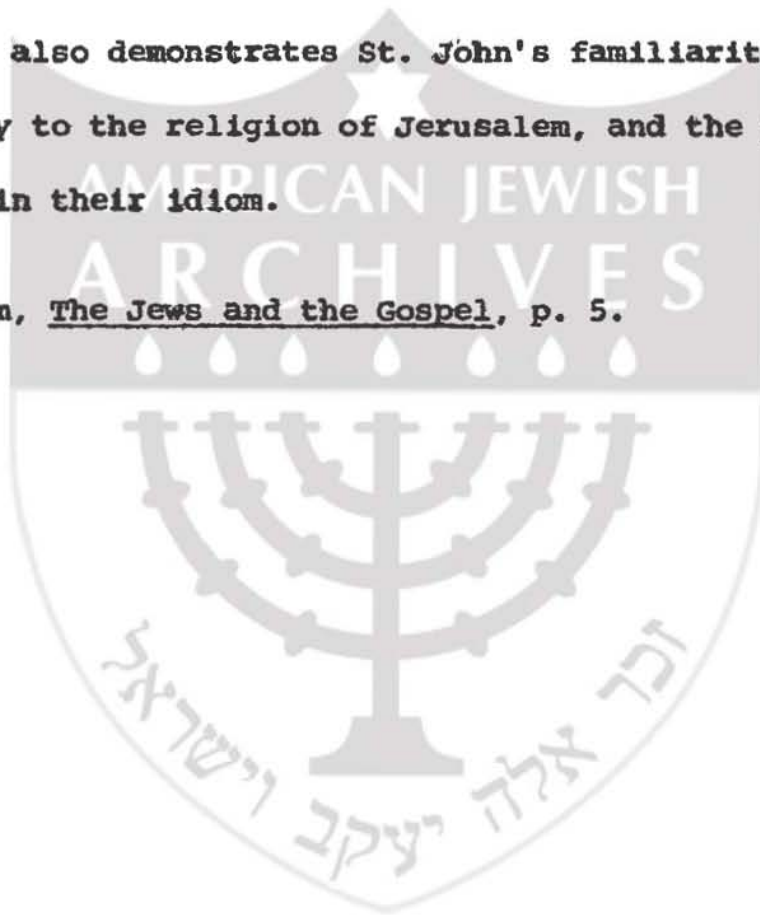 also demonstrates St. John's familiarit
y to the religion of Jerusalem, and the
AMERICAN JEWISH
in their idiom.
ARCHIVES
n, The Jews and the Gospel, p. 5.
זכר אלה יעקב וישראל